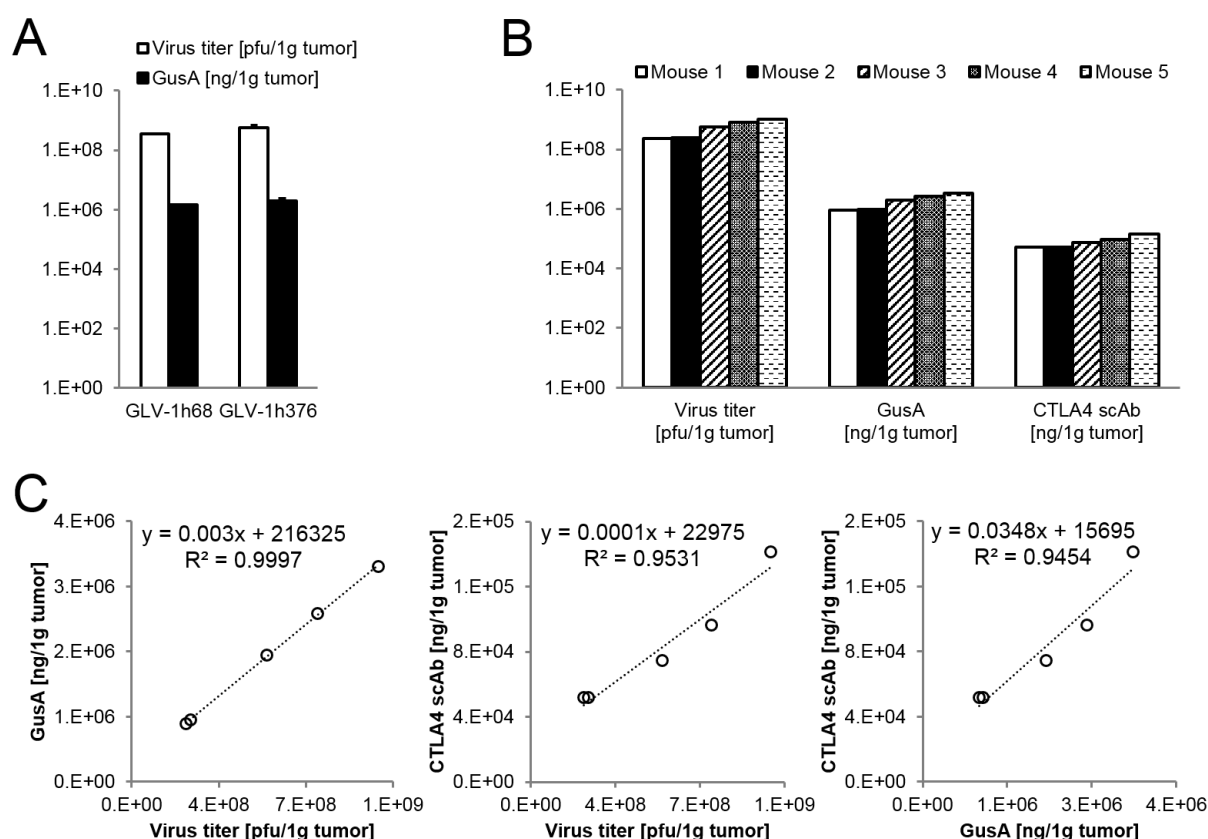 A
Virus titer [pfu/1g tumor]
GusA [ng/1g tumor]
1.E+10
1.E+08
1.E+06
1.E+04
1.E+02
1.E+00
GLV-1h68 GLV-1h376
B
Mouse 1 Mouse 2 Mouse 3 Mouse 4 Mouse 5
1.E+10
1.E+08
1.E+06
1.E+04
1.E+02
1.E+00
Virus titer
[pfu/1g tumor]
GusA
[ng/1g tumor]
CTLA4 scAb
[ng/1g tumor]
C
GusA [ng/1g tumor]
4.E+06
3.E+06
2.E+06
1.E+06
0.E+00
y = 0.003x + 216325
R² = 0.9997
0.E+00 4.E+08 7.E+08 1.E+09
Virus titer [pfu/1g tumor]
CTLA4 scAb [ng/1g tumor]
2.E+05
1.E+05
8.E+04
4.E+04
0.E+00
y = 0.0001x + 22975
R² = 0.9531
0.E+00 4.E+08 7.E+08 1.E+09
Virus titer [pfu/1g tumor]
CTLA4 scAb [ng/1g tumor]
2.E+05
1.E+05
8.E+04
4.E+04
0.E+00
y = 0.0348x + 15695
R² = 0.9454
0.E+00 1.E+06 3.E+06 4.E+06
GusA [ng/1g tumor]